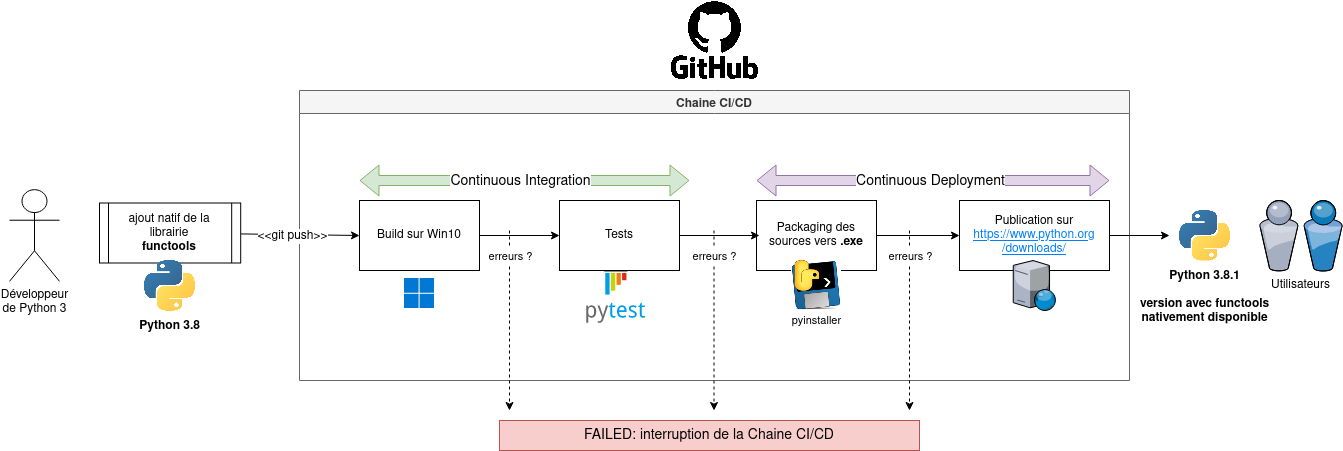 GitHub
Chaine CI/CD
Continuous Integration
Continuous Deployment
ajout natif de la
librairie
functools
<<git push>>
Build sur Win10
erreurs ?
Tests
erreurs ?
Packaging des
sources vers .exe
erreurs ?
Publication sur
https://www.python.org
/downloads/
Développeur
de Python 3
Python 3.8
pytest
pyinstaller
Python 3.8.1
version avec functools
nativement disponible
Utilisateurs
FAILED: interruption de la Chaine CI/CD